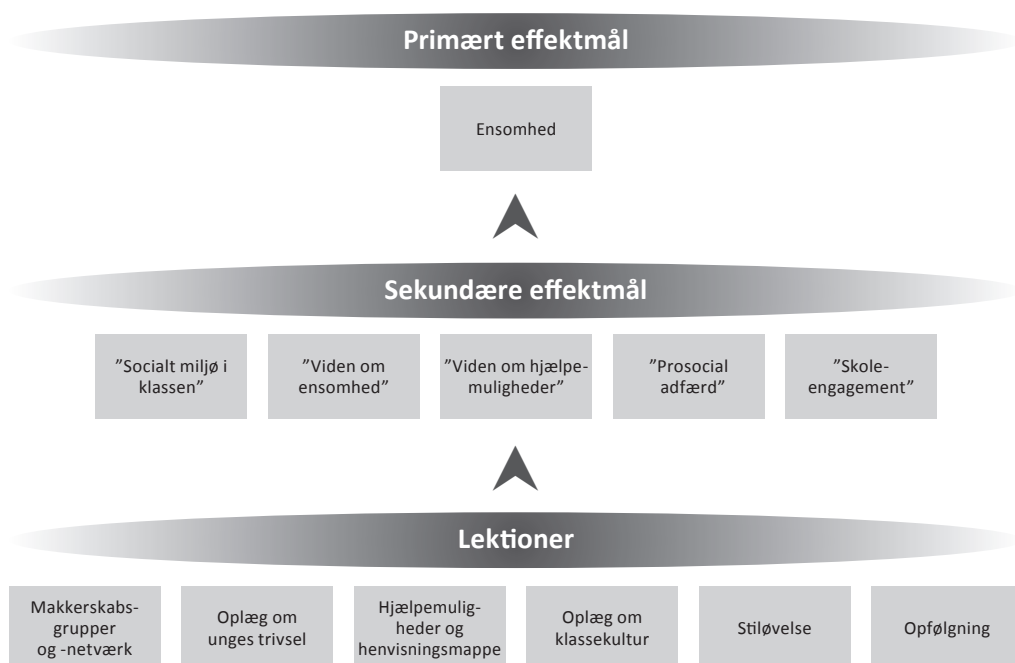 Primært effektmål
Ensomhed
Sekundære effektmål
”Socialt miljø i
klassen”
”Viden om
ensomhed”
”Viden om hjælpe-
muligheder”
”Prosocial
adfærd”
”Skole-
engagement”
Lektioner
Makkerskabs-
grupper
og -netværk
Oplæg om
unges trivsel
Hjælpemulig-
heder og
henvisningsmappe
Oplæg om
klassekultur
Stiløvelse
Opfølgning